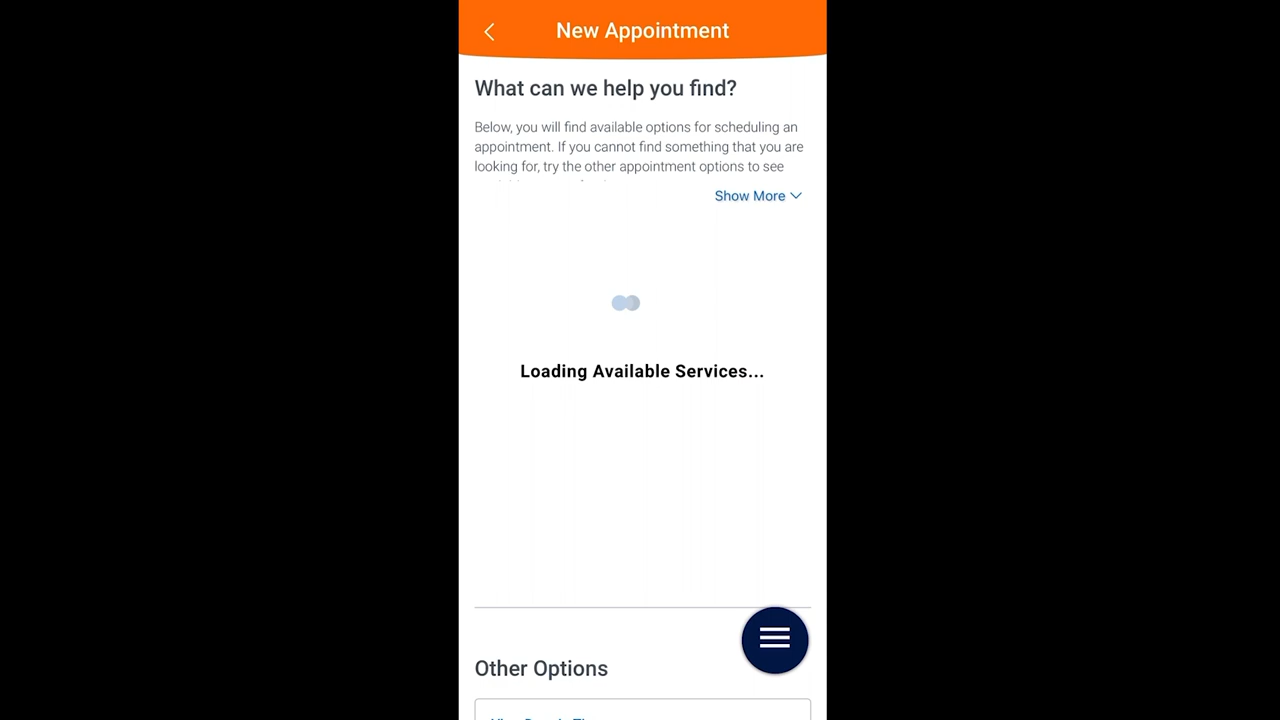 New Appointment
What can we help you find?
Below, you will find available options for scheduling an
appointment. If you cannot find something that you are
looking for, try the other appointment options to see
Show More
Loading Available Services...
Other Options